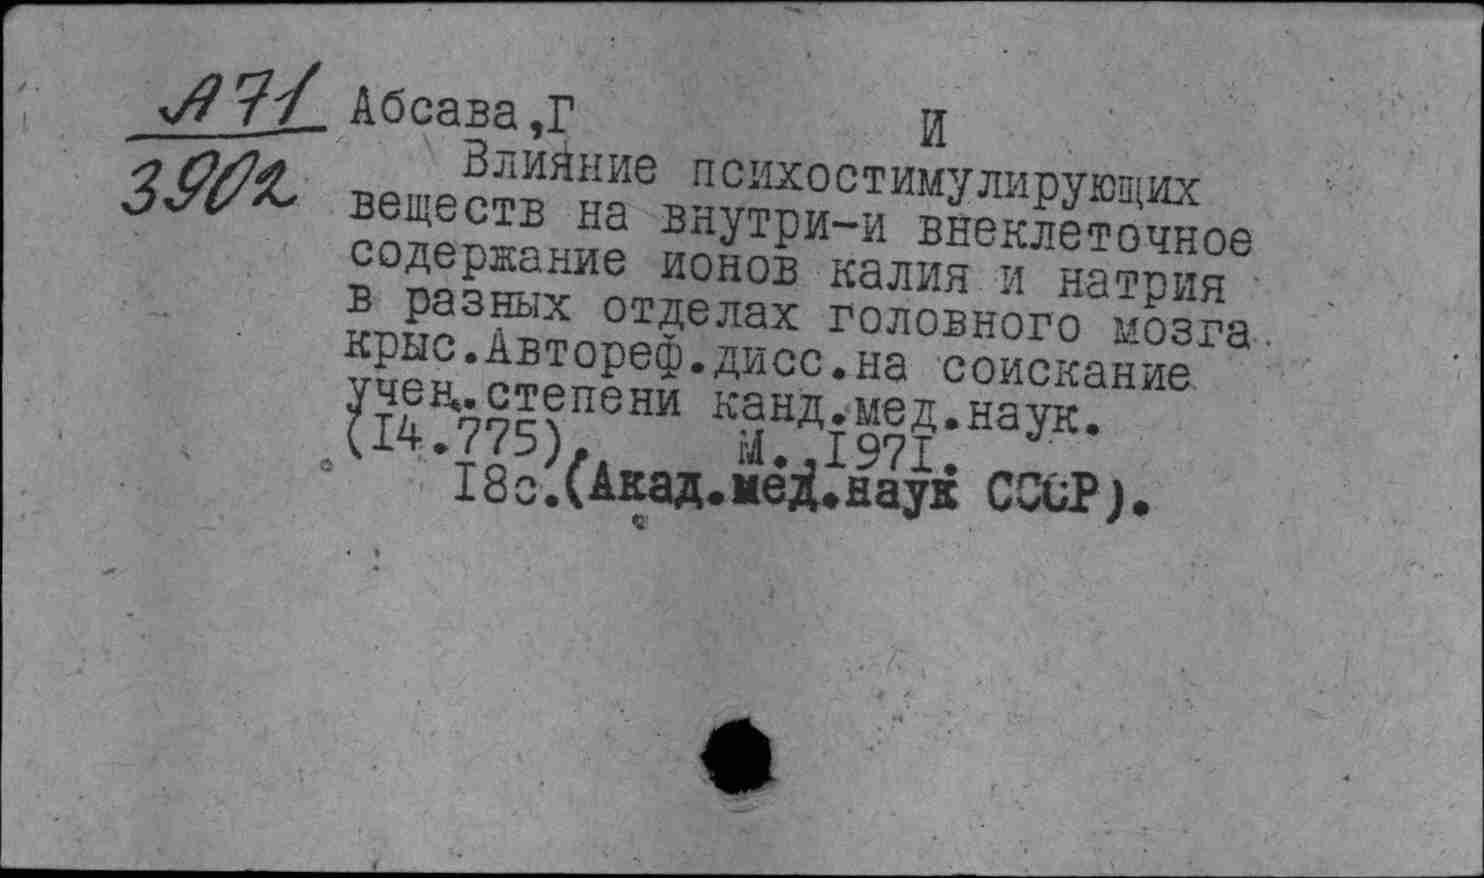 А71 Абсава,Г И
390 Влияние психостимулирующих
веществ на внутри-и внеклеточное
содержание ионов калия и натрия
в разных отделах головного мозга
крыс.Автореф.дисс.на соискание
учен.степени канд.мед.наук.
(14.775). М.,1971.
18с.(Акад.мед.наук СССР).